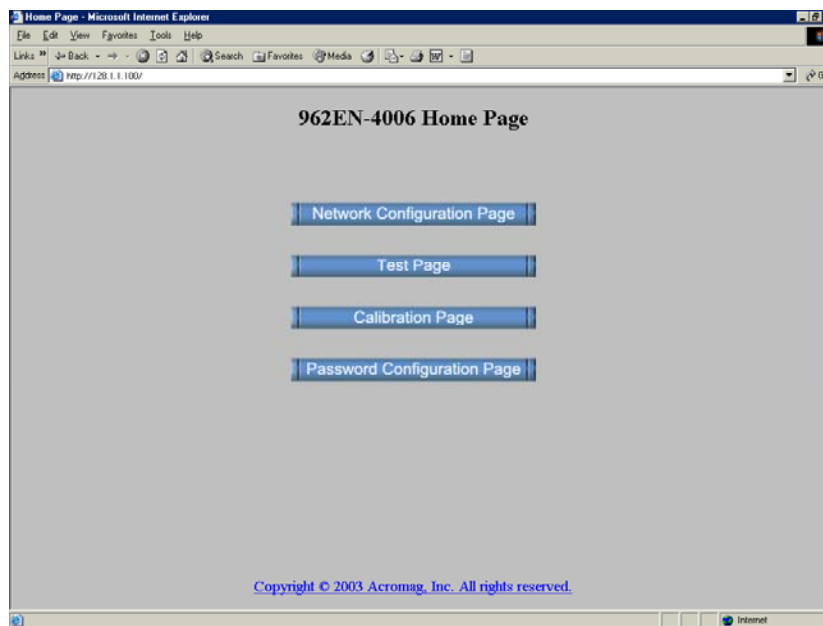 Home Page - Microsoft Internet Explorer
File Edit View Favorites Tools Help
Links » Back Search Favorites Media
Address http://128.1.1.100/
962EN-4006 Home Page
Network Configuration Page
Test Page
Calibration Page
Password Configuration Page
Copyright © 2003 Acromag, Inc. All rights reserved.
Internet